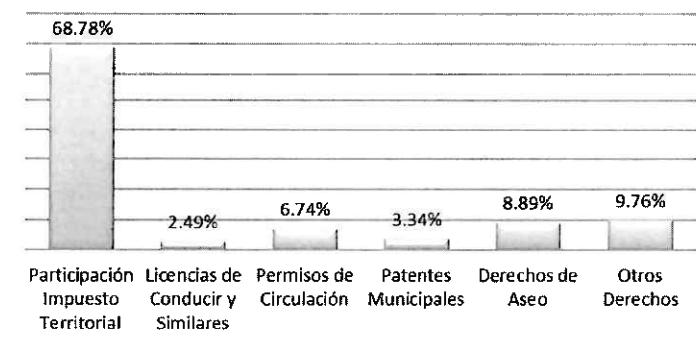 68.78%
2.49%
6.74%
3.34%
8.89%
9.76%
Participación
Impuesto
Territorial
Licencias de
Conducir y
Similares
Permisos de
Circulación
Patentes
Municipales
Derechos de
Aseo
Otros
Derechos